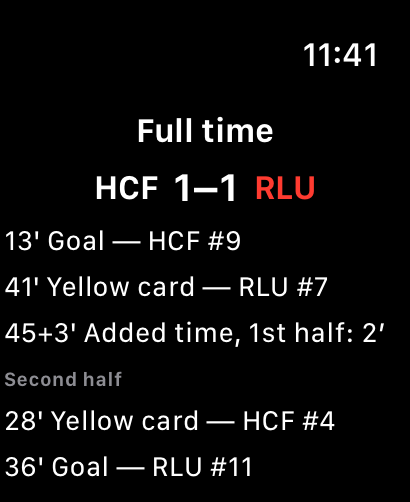 11:41
Full time
HCF 1–1 RLU
13' Goal — HCF #9
41' Yellow card — RLU #7
45+3' Added time, 1st half: 2′
Second half
28' Yellow card — HCF #4
36' Goal — RLU #11